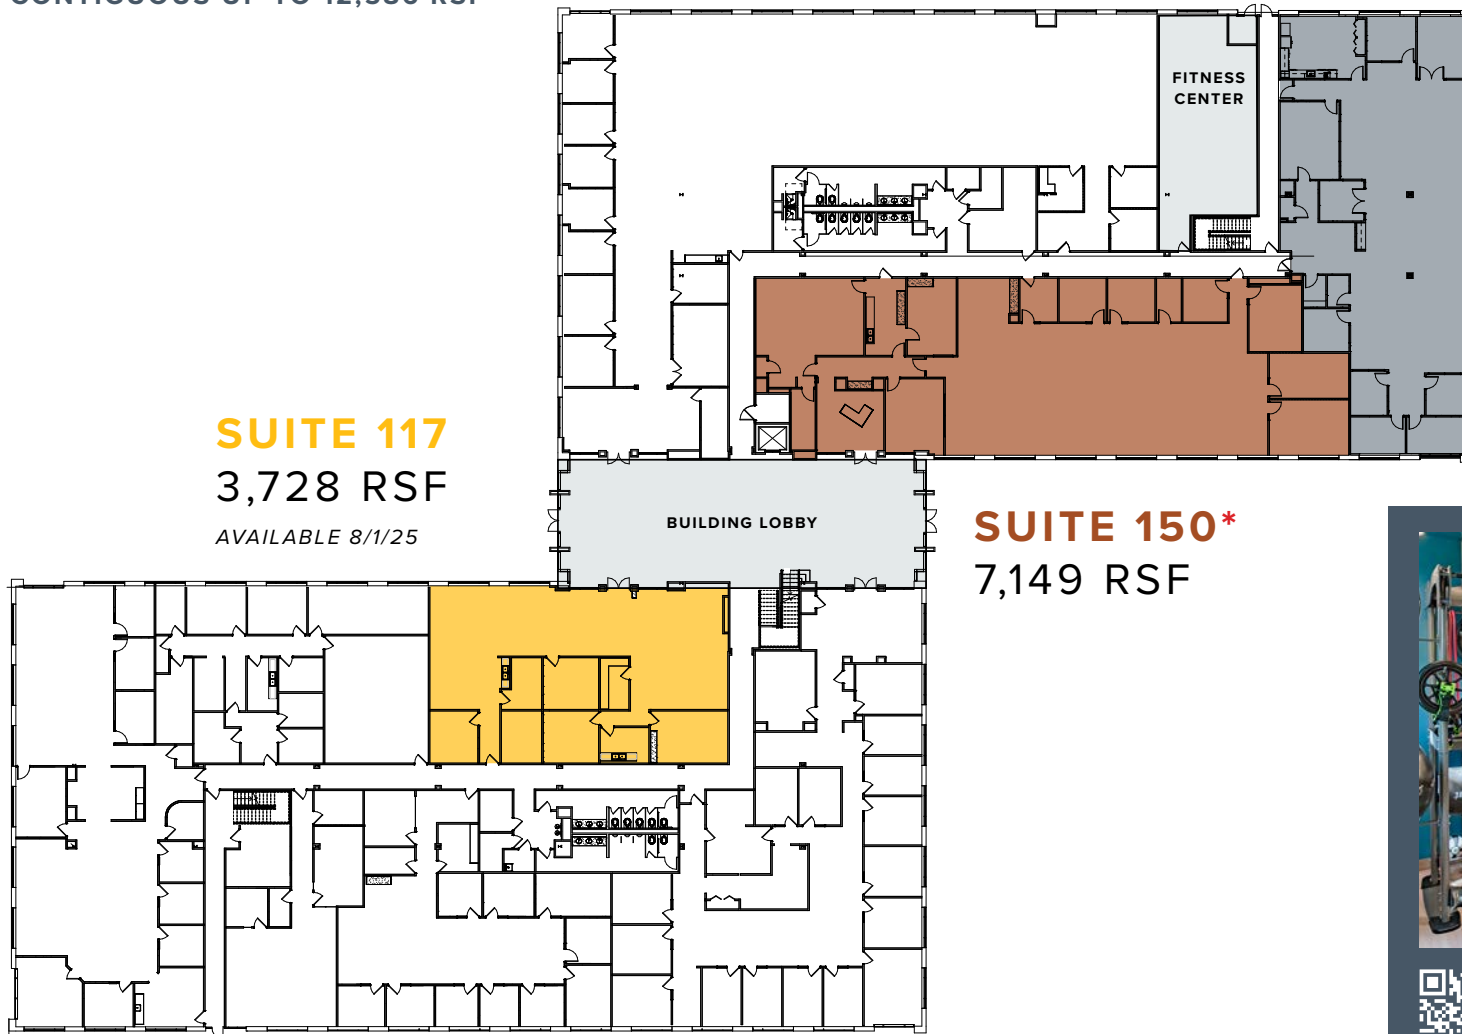 FITNESS
CENTER
SUITE 117
3,728 RSF
AVAILABLE 8/1/25
BUILDING LOBBY
SUITE 150*
7,149 RSF